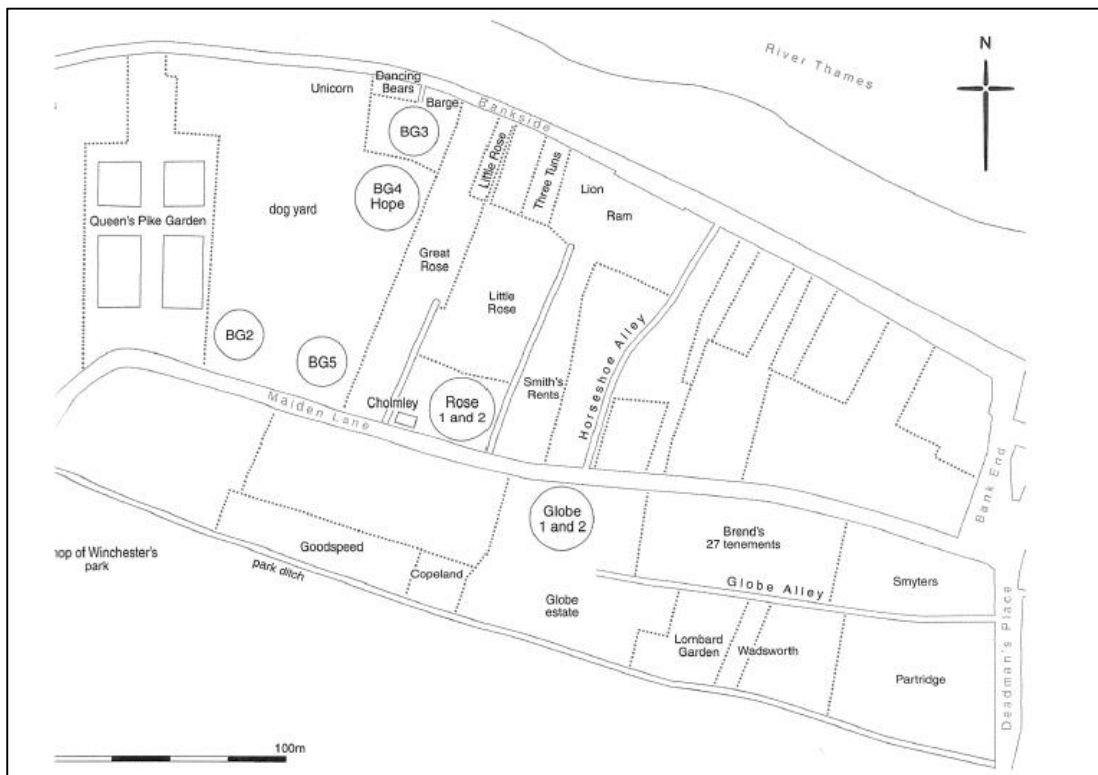 N
River Thames
Bankside
Unicorn
Dancing
Bears
Barge
BG3
BG4
Hope
dog yard
Queen's Pike Garden
BG2
BG5
Great
Rose
Little Rose
Three Tuns
Lion
Ram
Little
Rose
Smith's
Rents
Horseshoe Alley
Cholmley
Rose
1 and 2
Maiden Lane
Bank End
Globe
1 and 2
Brend's
27 tenements
Smyters
Globe Alley
Goodspeed
Copeland
Globe
estate
hop of Winchester's
park
park ditch
Lombard
Garden
Wadsworth
Partridge
Deadman's Place
100m